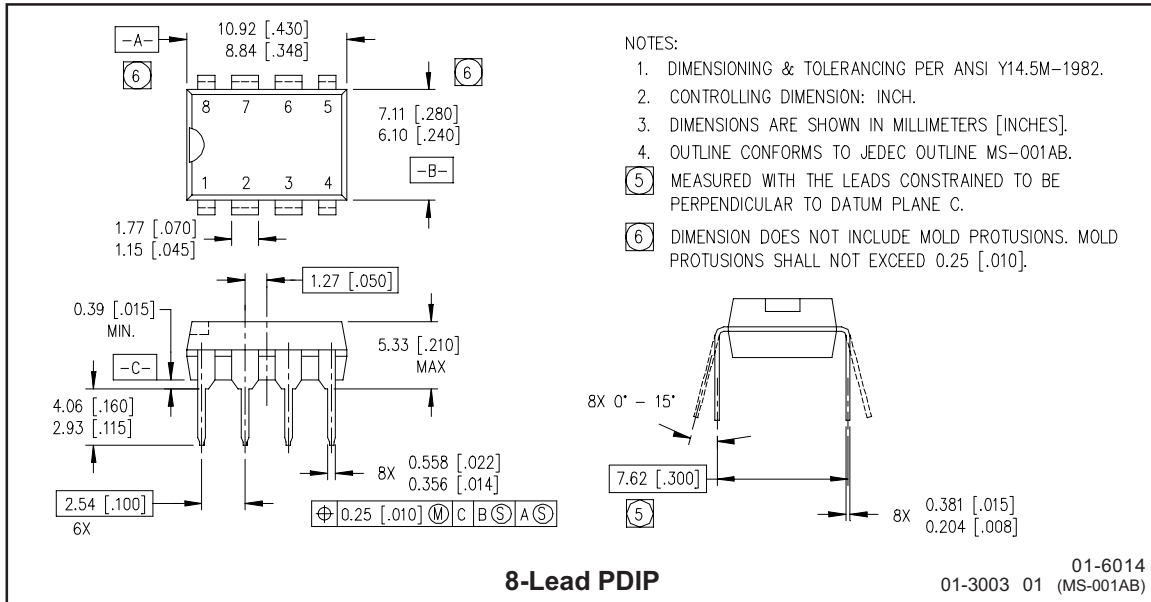 -A-
10.92 [.430]
8.84 [.348]
6
6
8 7 6 5
1 2 3 4
7.11 [.280]
6.10 [.240]
-B-
1.77 [.070]
1.15 [.045]
1.27 [.050]
0.39 [.015]
MIN.
-C-
5.33 [.210]
MAX
4.06 [.160]
2.93 [.115]
8X 0.558 [.022]
0.356 [.014]
2.54 [.100]
6X
⌖ 0.25 [.010] Ⓜ C B Ⓢ A Ⓢ
NOTES:
1. DIMENSIONING & TOLERANCING PER ANSI Y14.5M-1982.
2. CONTROLLING DIMENSION: INCH.
3. DIMENSIONS ARE SHOWN IN MILLIMETERS [INCHES].
4. OUTLINE CONFORMS TO JEDEC OUTLINE MS-001AB.
5 MEASURED WITH THE LEADS CONSTRAINED TO BE
PERPENDICULAR TO DATUM PLANE C.
6 DIMENSION DOES NOT INCLUDE MOLD PROTUSIONS. MOLD
PROTUSIONS SHALL NOT EXCEED 0.25 [.010].
8X 0° - 15°
7.62 [.300]
5
8X 0.381 [.015]
0.204 [.008]
8-Lead PDIP
01-6014
01-3003 01 (MS-001AB)